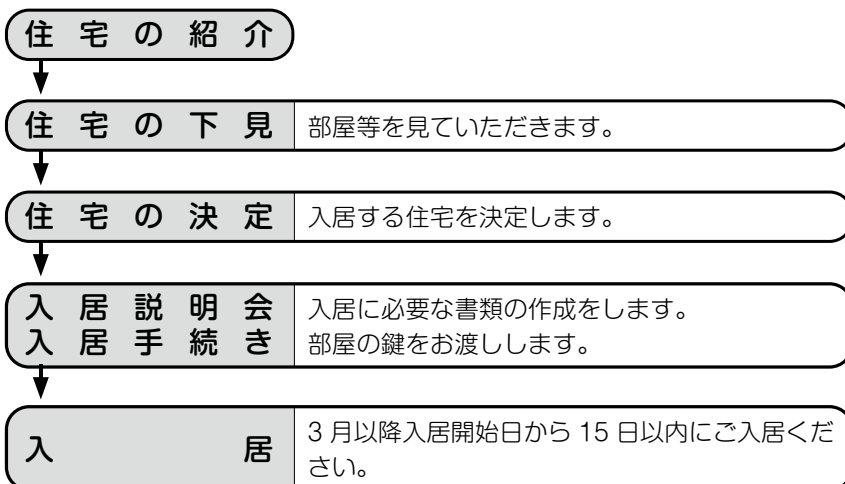 住宅の紹介
住宅の下見
部屋等を見ていただきます。
住宅の決定
入居する住宅を決定します。
入居説明会
入居手続き
入居に必要な書類の作成をします。
部屋の鍵をお渡しします。
入居
3 月以降入居開始日から 15 日以内にご入居くだ
さい。